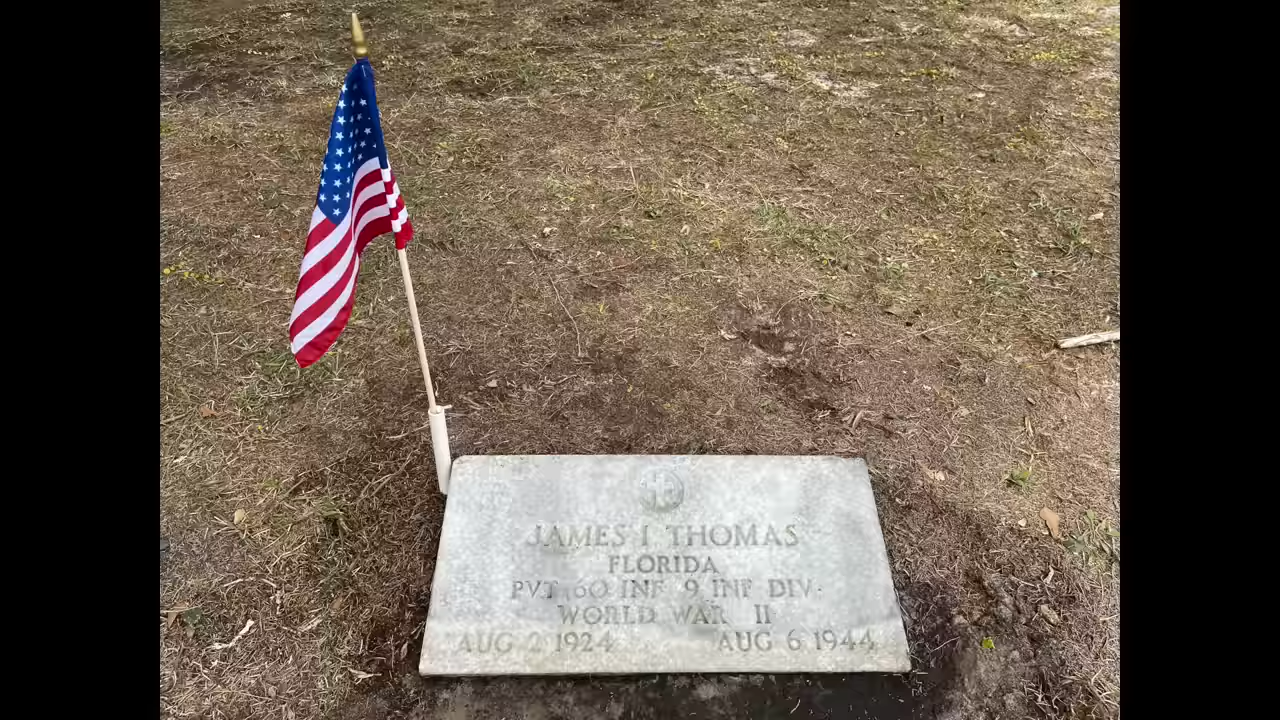 JAMES I THOMAS
FLORIDA
PVT 60 INF 9 INF DIV
WORLD WAR II
AUG 2 1924 AUG 6 1944